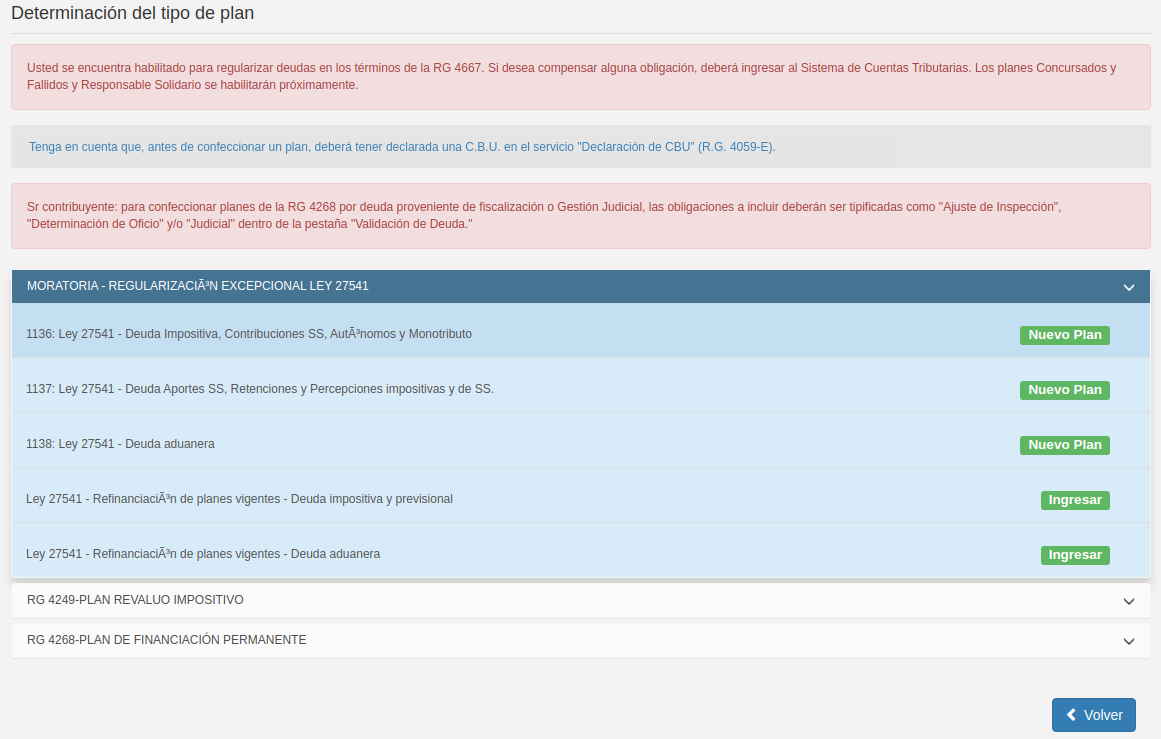 Determinación del tipo de plan
Usted se encuentra habilitado para regularizar deudas en los términos de la RG 4667. Si desea compensar alguna obligación, deberá ingresar al Sistema de Cuentas Tributarias. Los planes Concursados y
Fallidos y Responsable Solidario se habilitarán próximamente.
Tenga en cuenta que, antes de confeccionar un plan, deberá tener declarada una C.B.U. en el servicio "Declaración de CBU" (R.G. 4059-E).
Sr contribuyente: para confeccionar planes de la RG 4268 por deuda proveniente de fiscalización o Gestión Judicial, las obligaciones a incluir deberán ser tipificadas como "Ajuste de Inspección",
"Determinación de Oficio" y/o "Judicial" dentro de la pestaña "Validación de Deuda."
MORATORIA - REGULARIZACIÃ³N EXCEPCIONAL LEY 27541
1136: Ley 27541 - Deuda Impositiva, Contribuciones SS, AutÃ³nomos y Monotributo Nuevo Plan
1137: Ley 27541 - Deuda Aportes SS, Retenciones y Percepciones impositivas y de SS. Nuevo Plan
1138: Ley 27541 - Deuda aduanera Nuevo Plan
Ley 27541 - RefinanciaciÃ³n de planes vigentes - Deuda impositiva y previsional Ingresar
Ley 27541 - RefinanciaciÃ³n de planes vigentes - Deuda aduanera Ingresar
RG 4249-PLAN REVALUO IMPOSITIVO
RG 4268-PLAN DE FINANCIACIÓN PERMANENTE
Volver